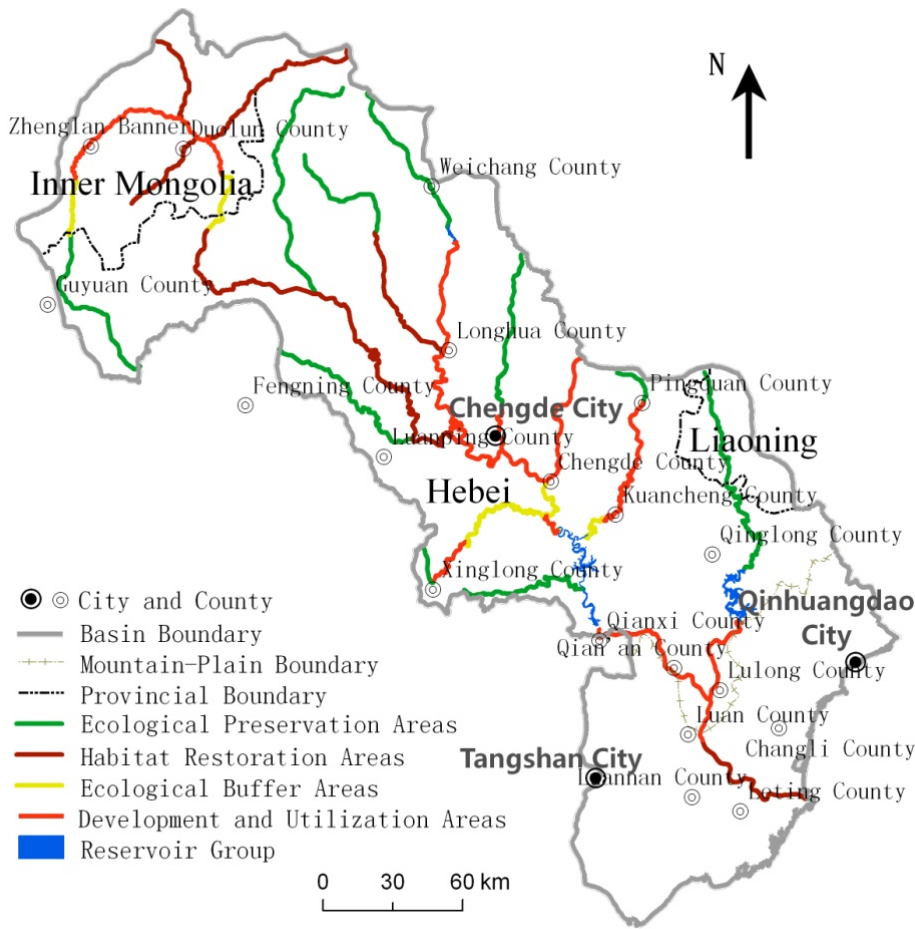 N
Zhenglan Banner
Duolun County
Weichang County
Inner Mongolia
Guyuan County
Longhua County
Fengning County
Pingquan County
Chengde City
Luanping County
Liaoning
Chengde County
Hebei
Kuancheng County
Qinglong County
Xinglong County
City and County
Qinhuangdao
City
Qianxi County
Basin Boundary
Qian'an County
Mountain-Plain Boundary
Lulong County
Provincial Boundary
Ecological Preservation Areas
Luan County
Changli County
Habitat Restoration Areas
Tangshan City
Luannan County
Ecological Buffer Areas
Leting County
Development and Utilization Areas
Reservoir Group
0 30 60 km